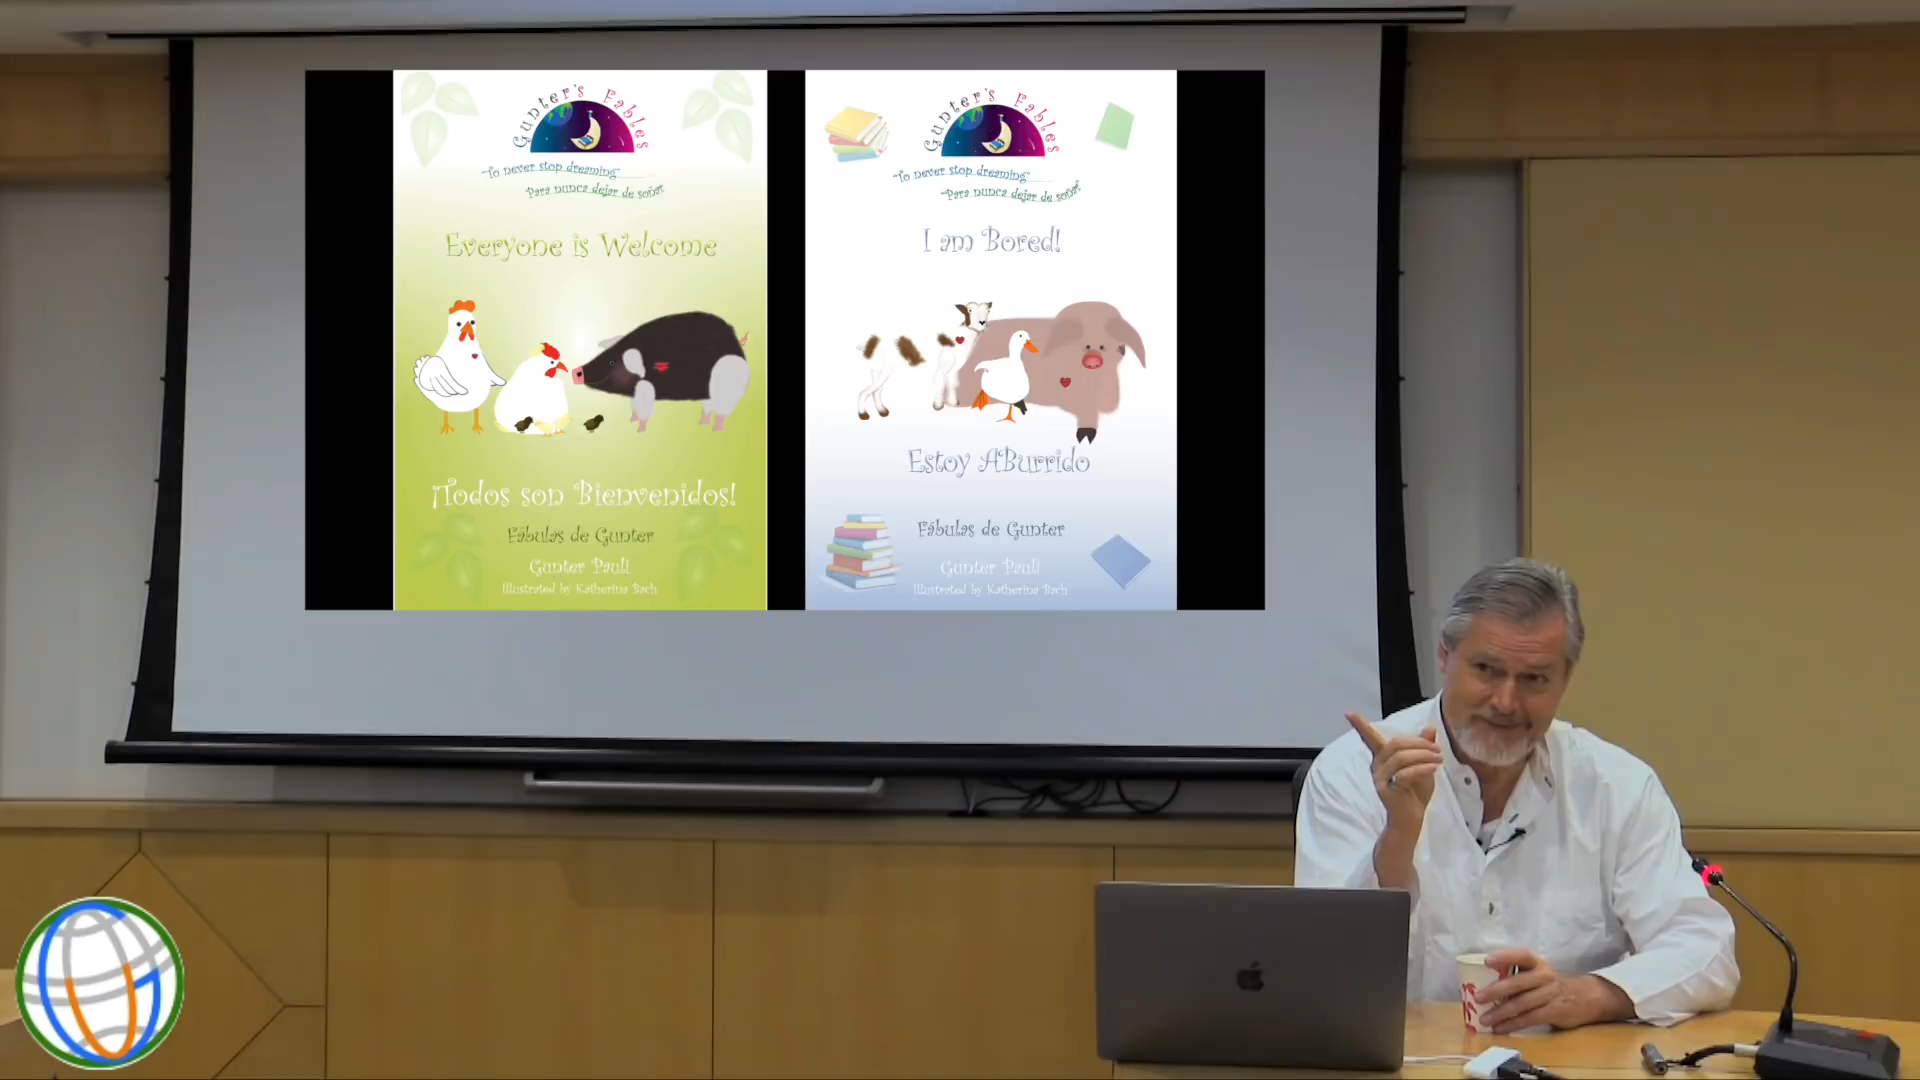 Gunter's Fables
"To never stop dreaming"
"Para nunca dejar de soñar"
Everyone is Welcome
¡Todos son Bienvenidos!
Fábulas de Gunter
Gunter Pauli
Illustrated by Katherina Bach
Gunter's Fables
"To never stop dreaming"
"Para nunca dejar de soñar"
I am Bored!
Estoy ABurrido
Fábulas de Gunter
Gunter Pauli
Illustrated by Katherina Bach